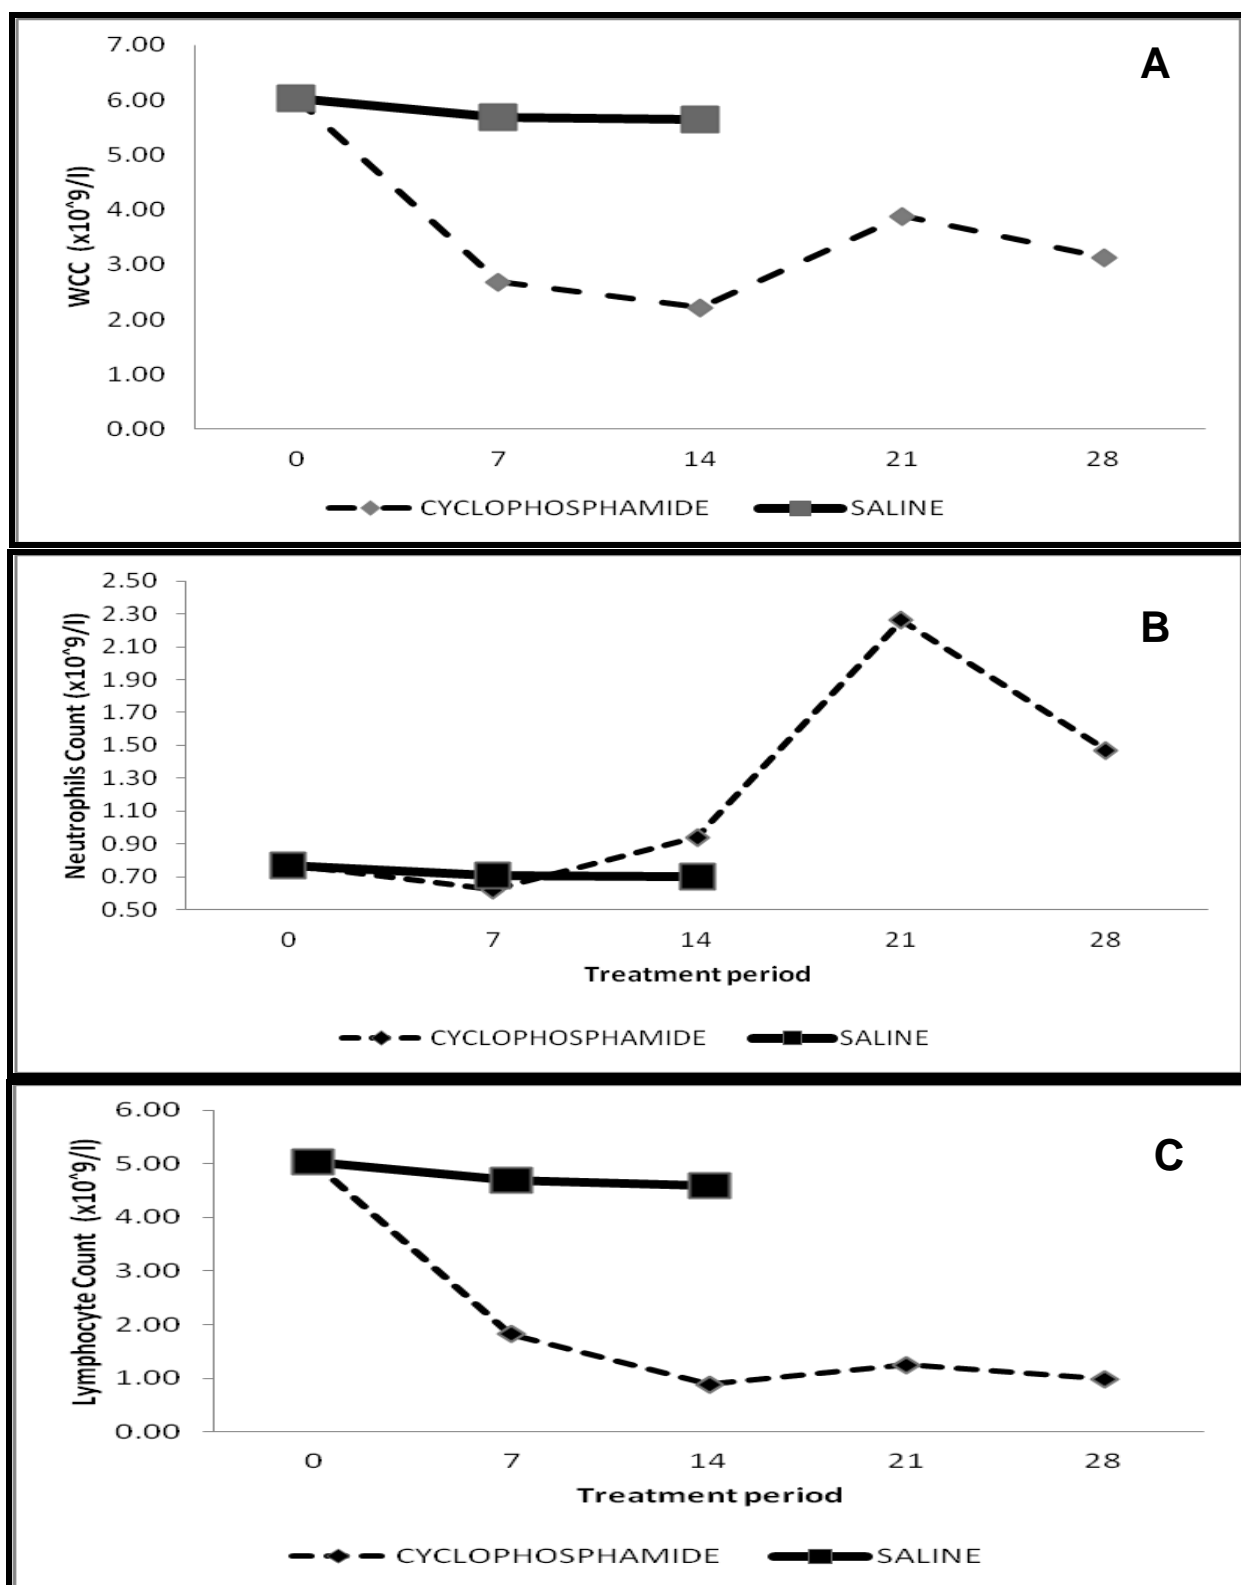 A
7.00
6.00
5.00
4.00
3.00
2.00
1.00
0.00
WCC (x10^9/l)
0 7 14 21 28
CYCLOPHOSPHAMIDE SALINE
B
2.50
2.30
2.10
1.90
1.70
1.50
1.30
1.10
0.90
0.70
0.50
Neutrophils Count (x10^9/l)
0 7 14 21 28
Treatment period
CYCLOPHOSPHAMIDE SALINE
C
6.00
5.00
4.00
3.00
2.00
1.00
0.00
Lymphocyte Count (x10^9/l)
0 7 14 21 28
Treatment period
CYCLOPHOSPHAMIDE SALINE